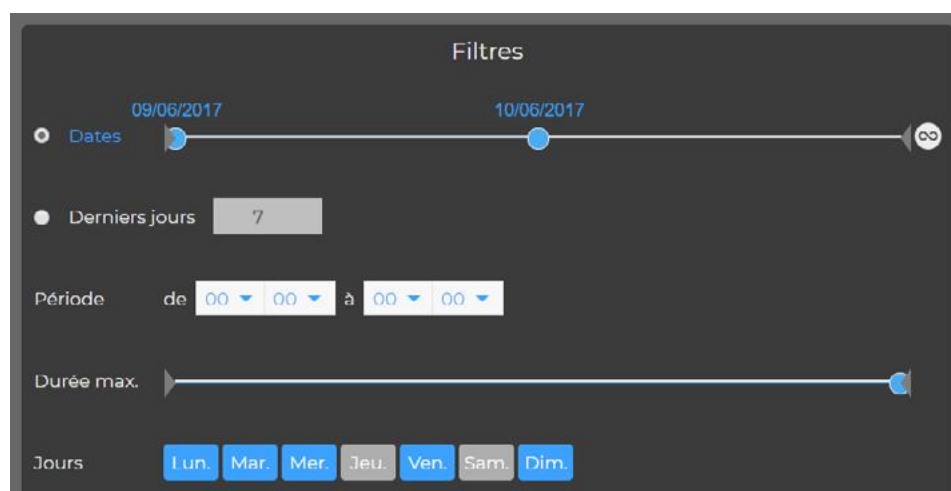 Filtres
09/06/2017 10/06/2017
Dates ∞
Derniers jours 7
Période de 00 00 à 00 00
Durée max.
Jours Lun. Mar. Mer. Jeu. Ven. Sam. Dim.